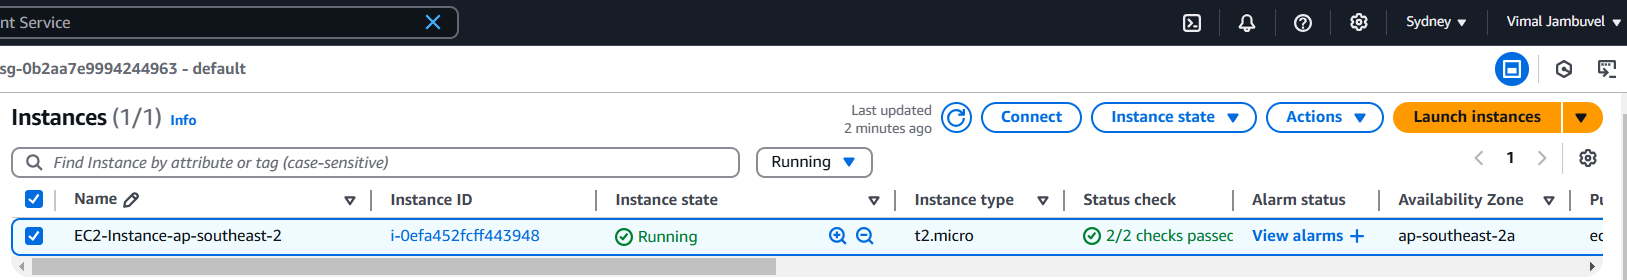 nt Service
Sydney
Vimal Jambuvel
sg-0b2aa7e9994244963 - default
Instances (1/1) Info
Last updated
2 minutes ago
Connect
Instance state
Actions
Launch instances
Find Instance by attribute or tag (case-sensitive)
Running
1
Name Instance ID Instance state Instance type Status check Alarm status Availability Zone Pu
EC2-Instance-ap-southeast-2 i-0efa452fcff443948 Running t2.micro 2/2 checks passec View alarms + ap-southeast-2a ec